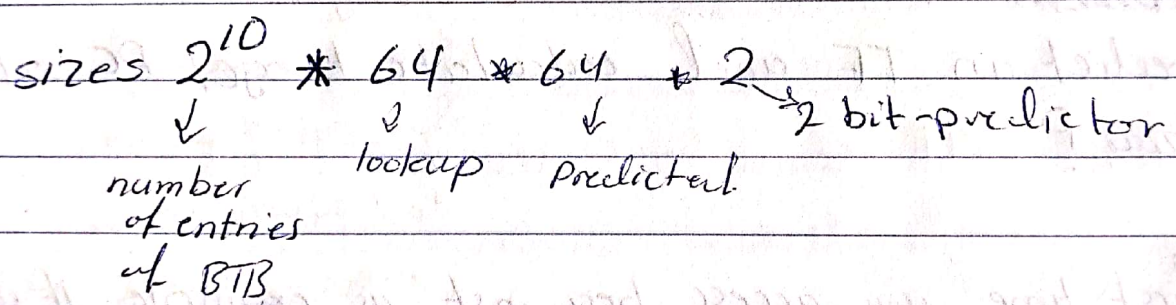 sizes 2^10 * 64 * 64 * 2
2 bit-predictor
lookup Predicted
number
of entries
of BTB